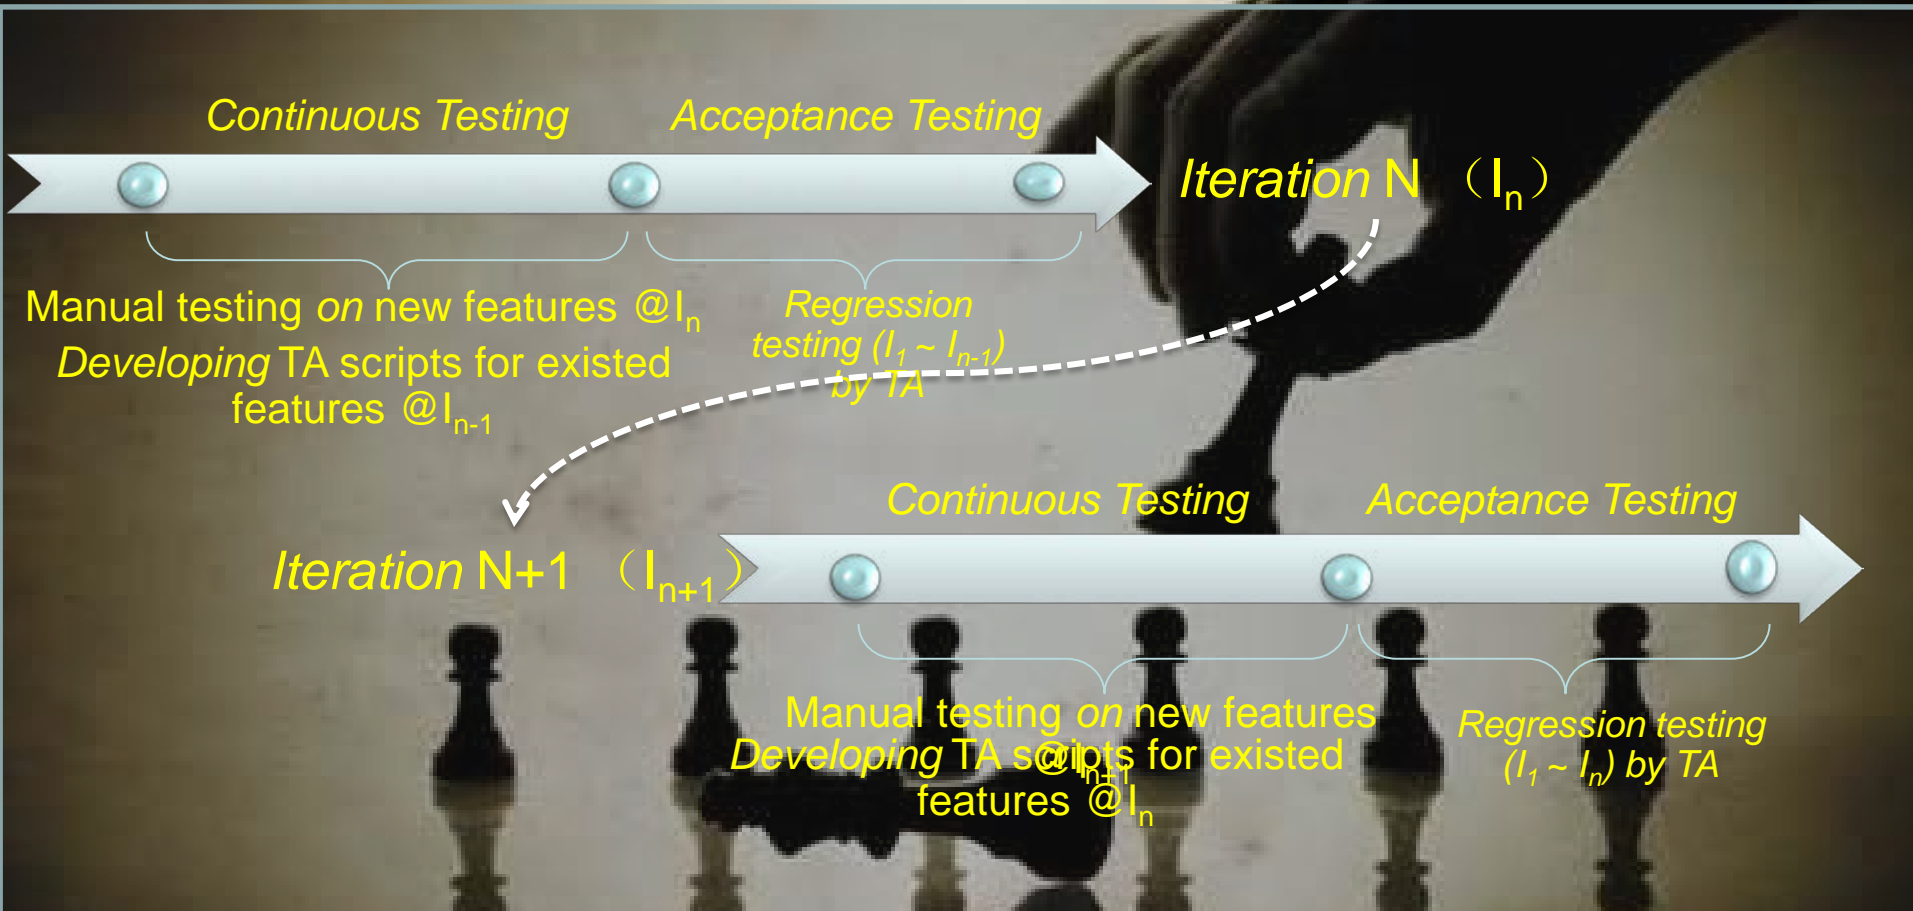 Continuous Testing
Acceptance Testing
Iteration N （Iₙ）
Manual testing on new features @Iₙ
Developing TA scripts for existed
features @Iₙ₋₁
Regression
testing (I₁ ~ Iₙ₋₁)
by TA
Iteration N+1 （Iₙ₊₁）
Continuous Testing
Acceptance Testing
Manual testing on new features
@Iₙ₊₁
Developing TA scripts for existed
features @Iₙ
Regression testing
(I₁ ~ Iₙ) by TA